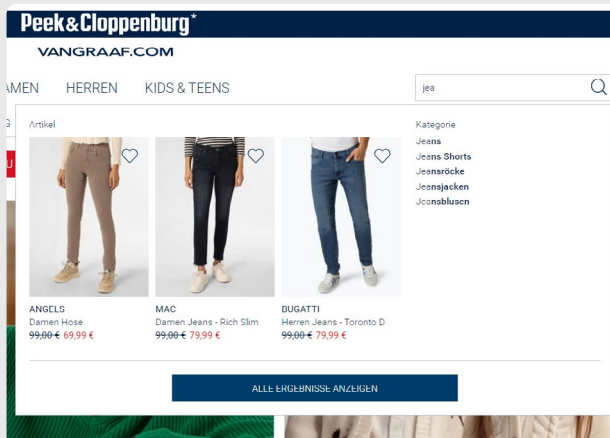 Peek&Cloppenburg*
VANGRAAF.COM
AMEN HERREN KIDS & TEENS
jea
Artikel
Kategorie
Jeans
Jeans Shorts
Jeansröcke
Jeansjacken
Jeansblusen
ANGELS
Damen Hose
99,00 € 69,99 €
MAC
Damen Jeans - Rich Slim
99,00 € 79,99 €
BUGATTI
Herren Jeans - Toronto D
99,00 € 79,99 €
ALLE ERGEBNISSE ANZEIGEN